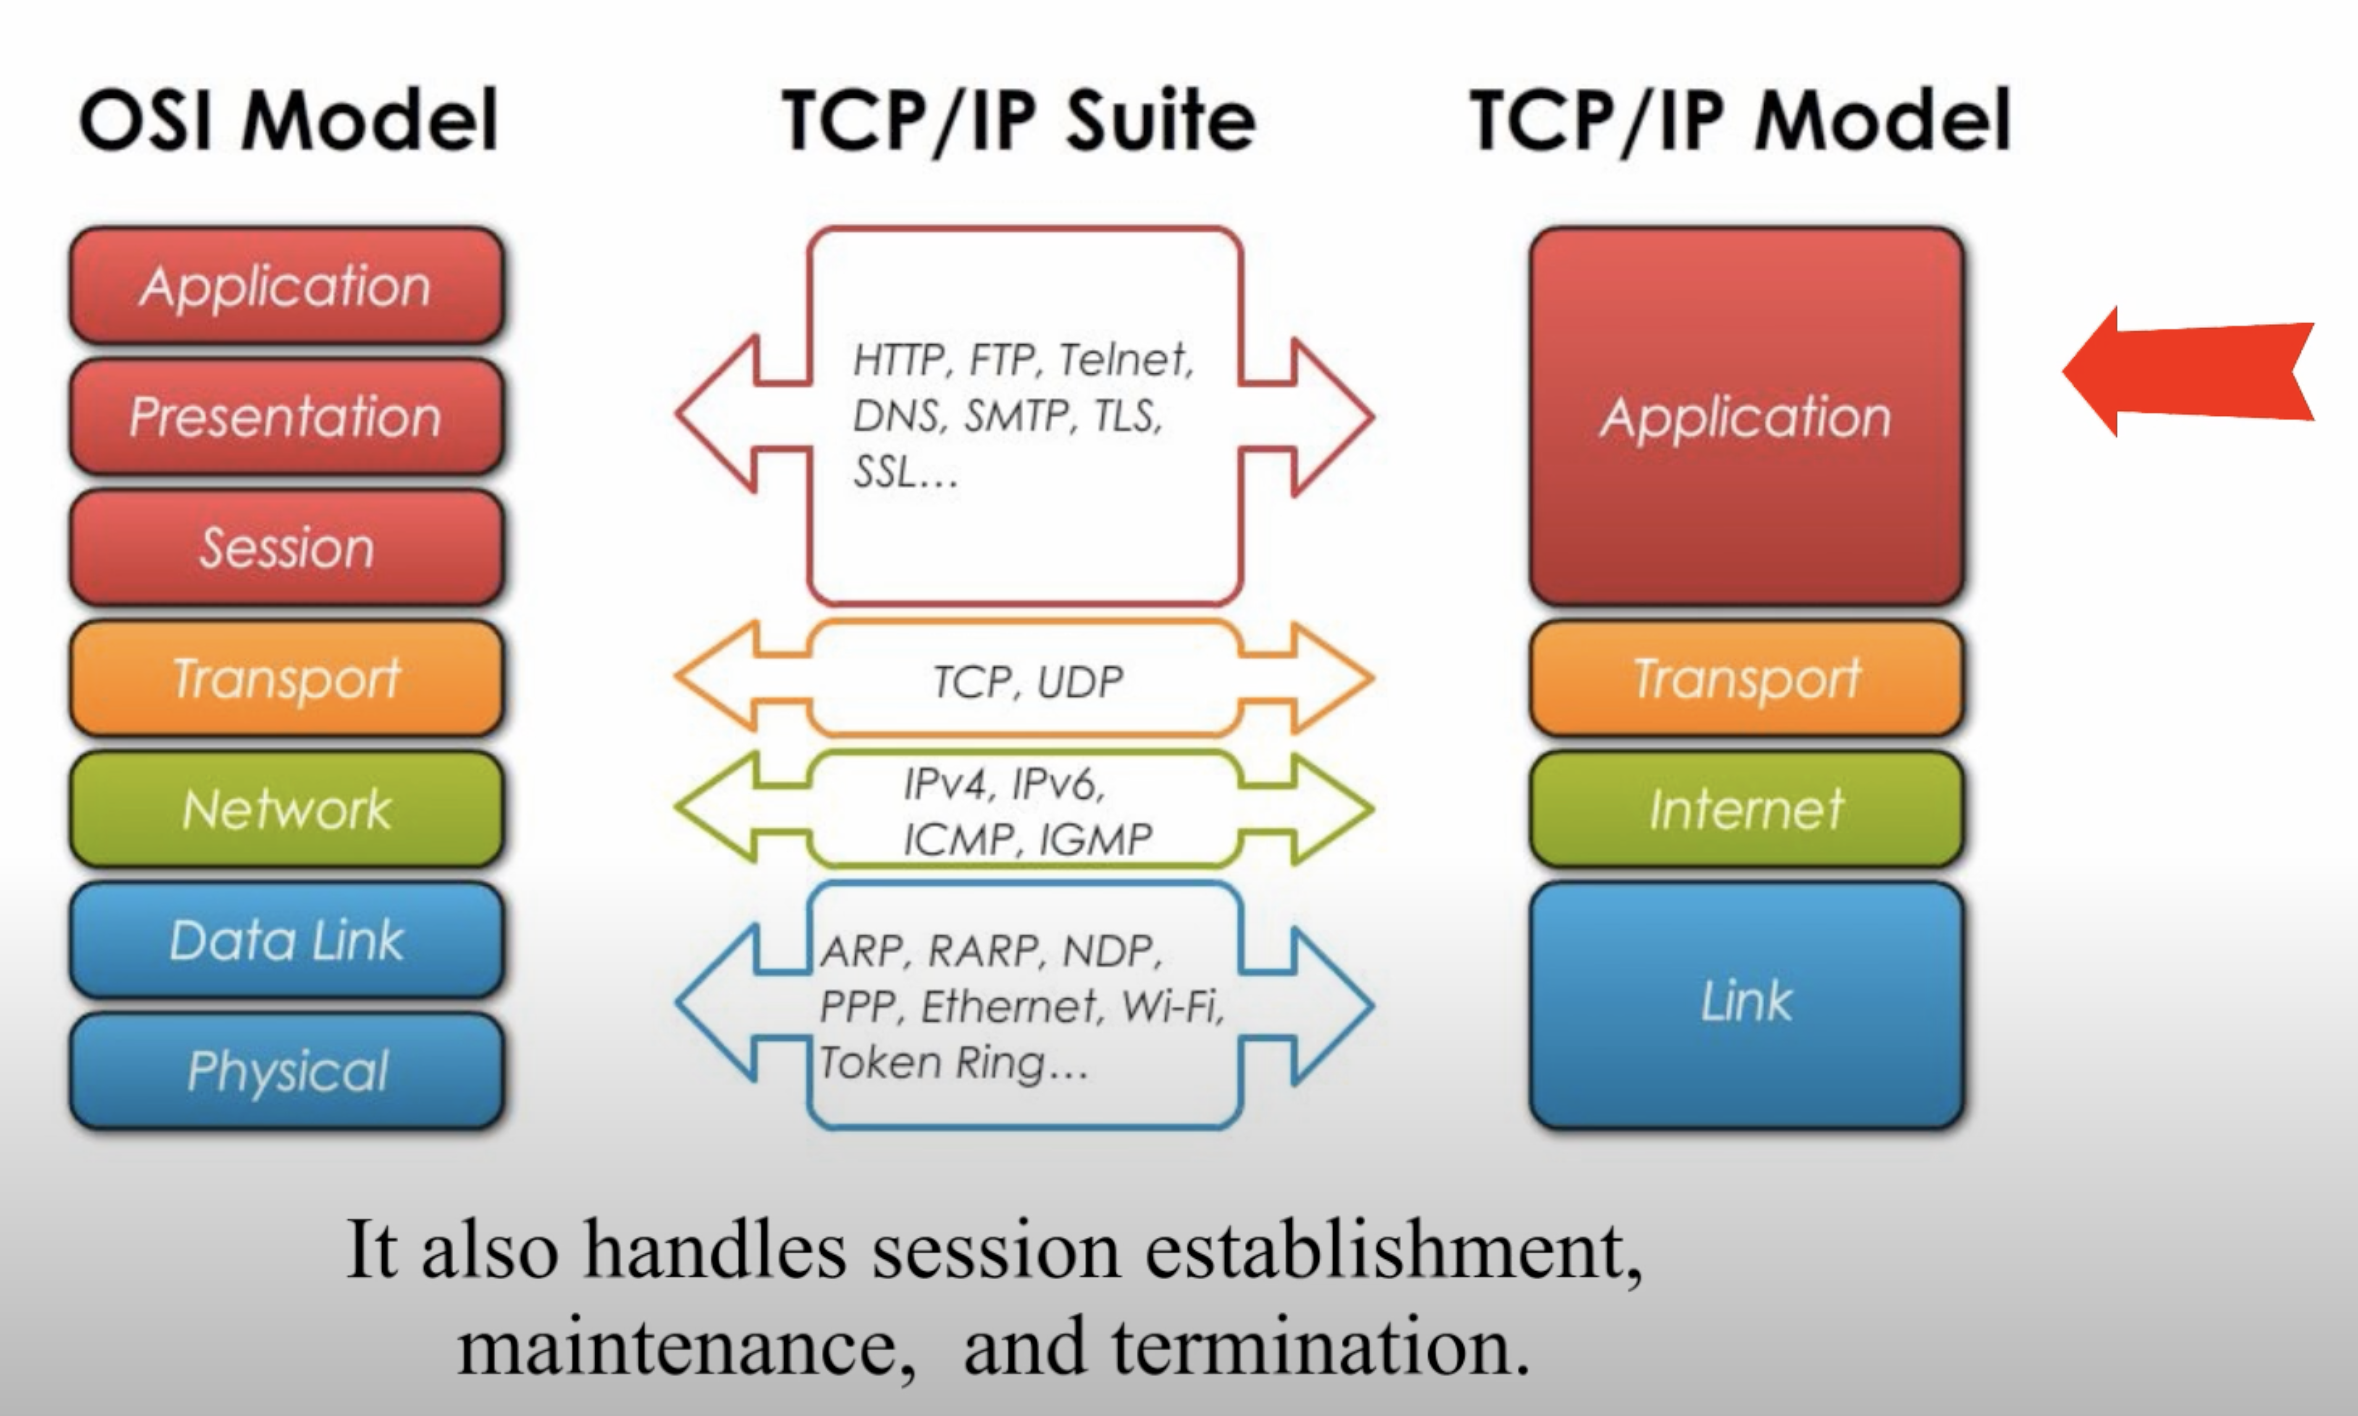 OSI Model
TCP/IP Suite
TCP/IP Model
Application
Presentation
Session
Transport
Network
Data Link
Physical
HTTP, FTP, Telnet,
DNS, SMTP, TLS,
SSL...
TCP, UDP
IPv4, IPv6,
ICMP, IGMP
ARP, RARP, NDP,
PPP, Ethernet, Wi-Fi,
Token Ring...
Application
Transport
Internet
Link
It also handles session establishment,
maintenance,  and termination.